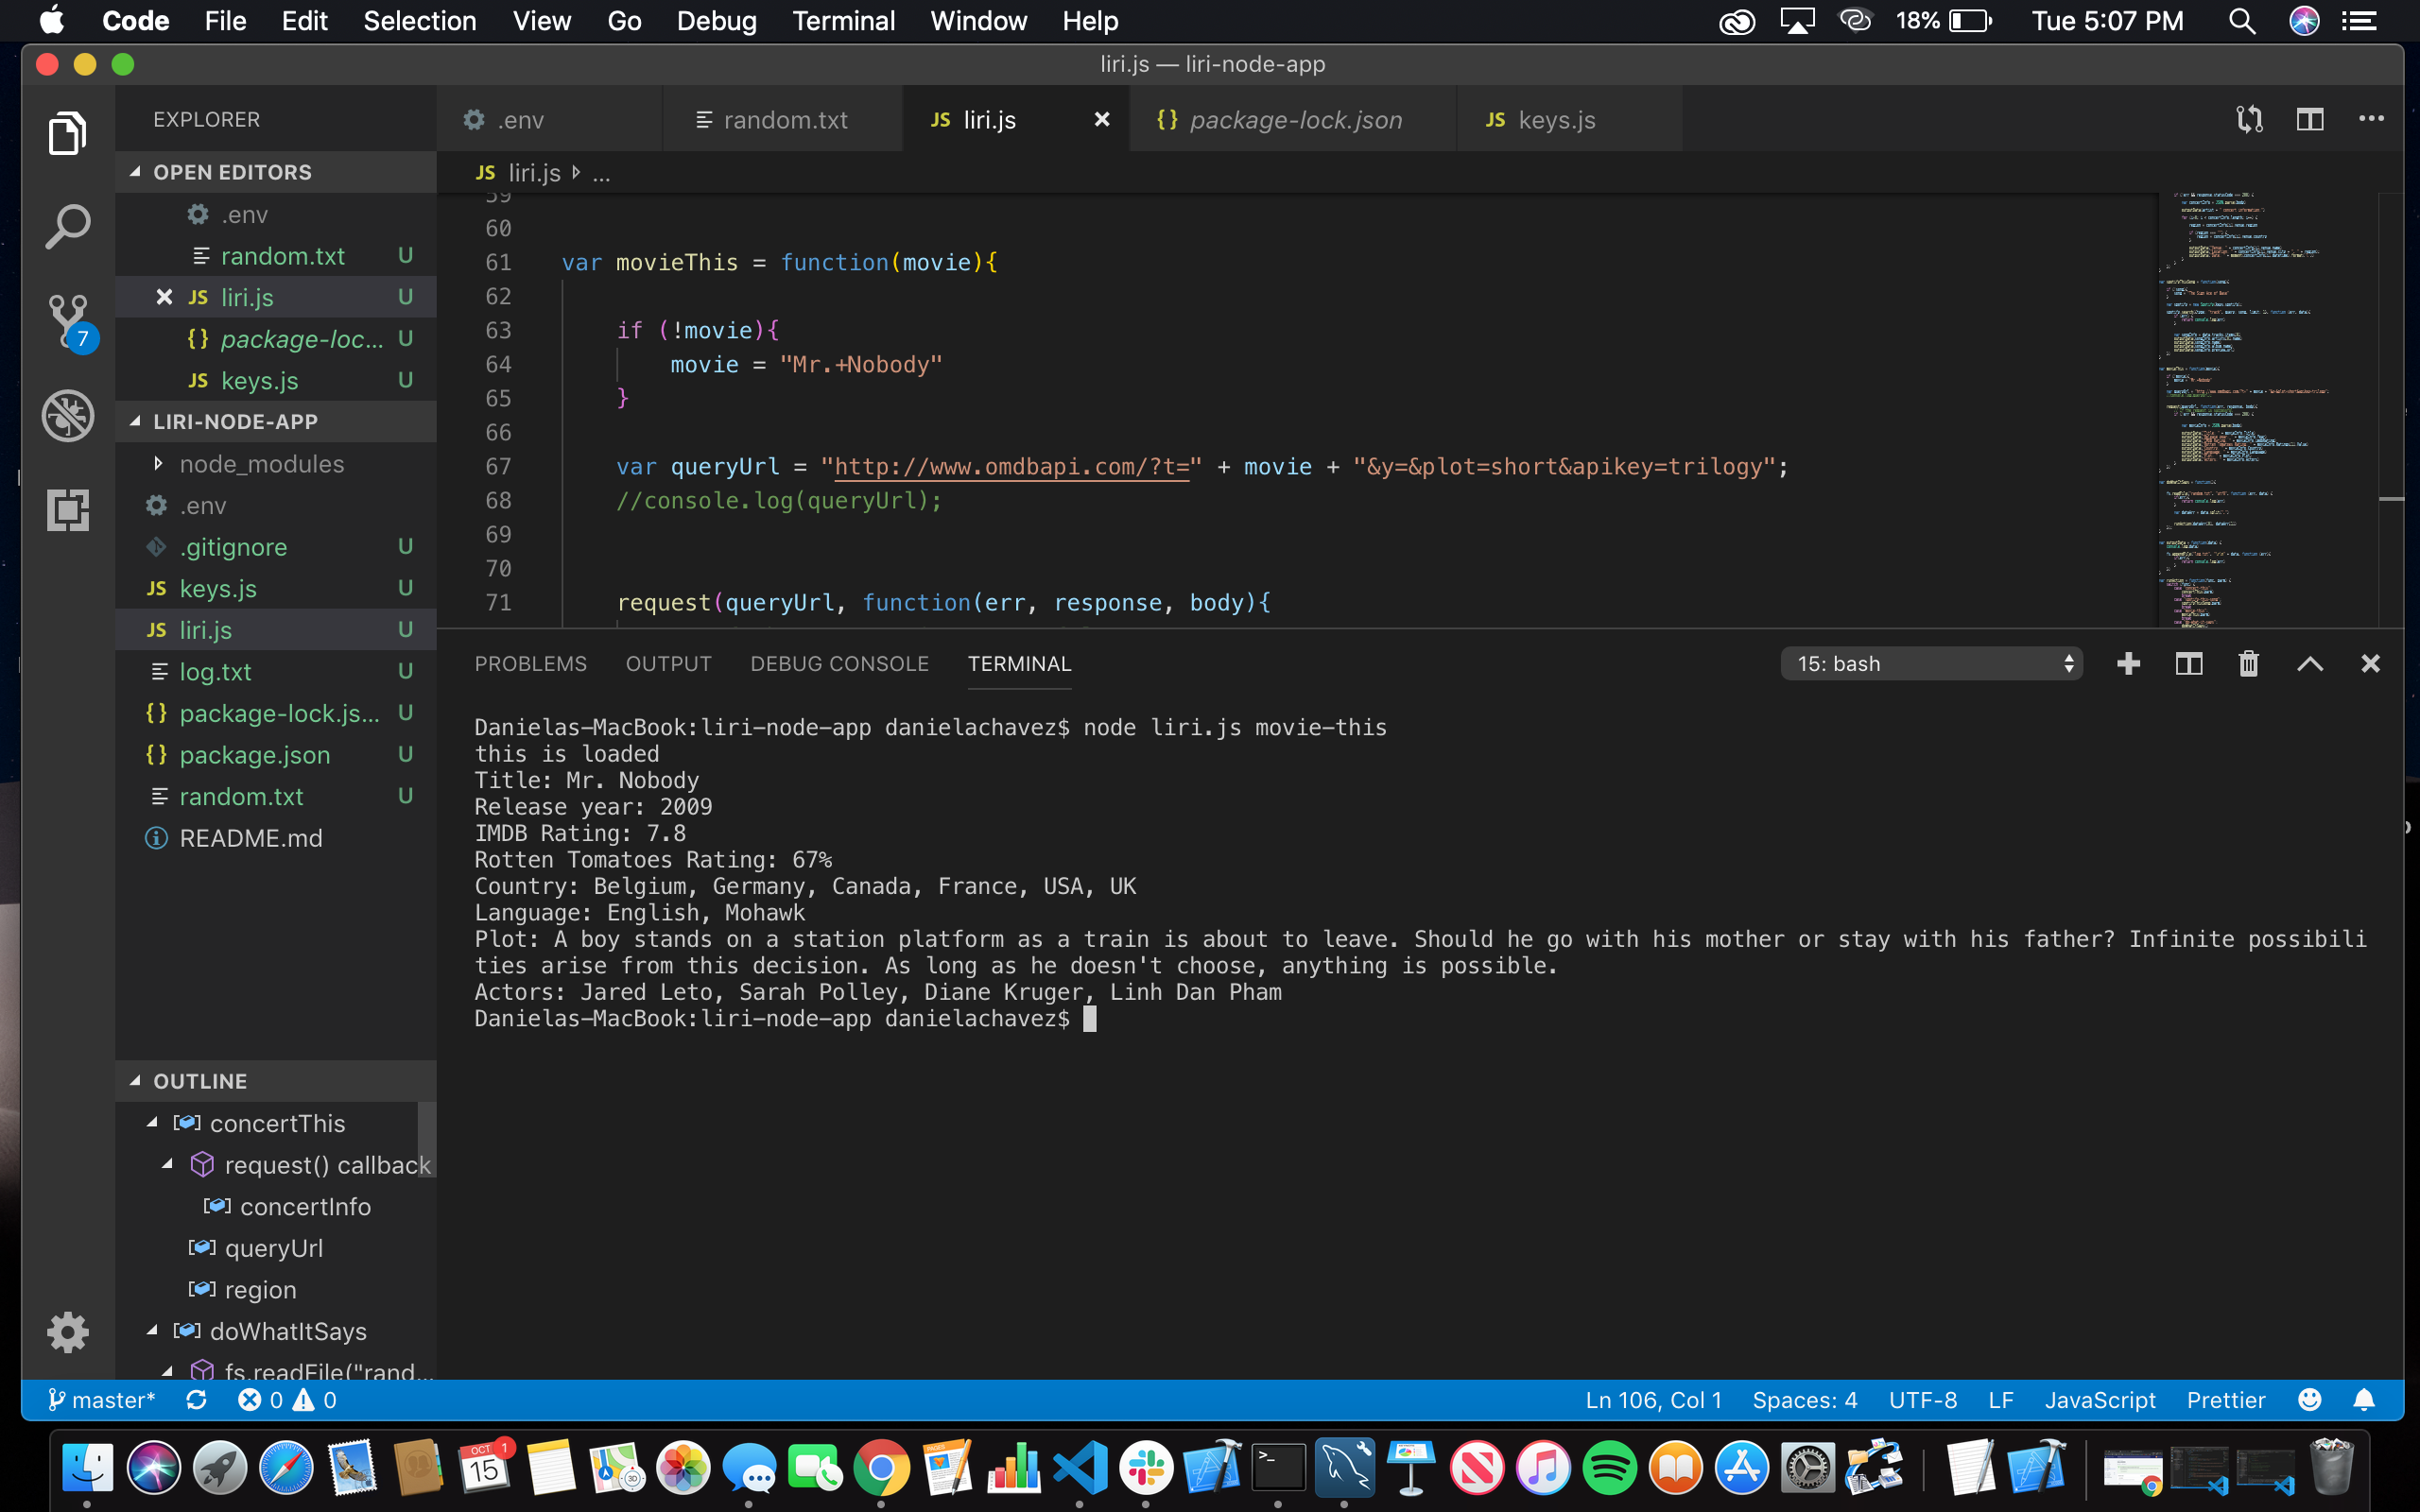 Code File Edit Selection View Go Debug Terminal Window Help 18% Tue 5:07 PM
liri.js — liri-node-app
EXPLORER
.env random.txt JS liri.js {} package-lock.json JS keys.js
OPEN EDITORS
JS liri.js ...
.env
random.txt U
JS liri.js U
{} package-loc... U
JS keys.js U
LIRI-NODE-APP
node_modules
.env
.gitignore U
JS keys.js U
JS liri.js U
log.txt U
{} package-lock.js... U
{} package.json U
random.txt U
README.md
7
59
60
61 var movieThis = function(movie){
62
63 if (!movie){
64 movie = "Mr.+Nobody"
65 }
66
67 var queryUrl = "http://www.omdbapi.com/?t=" + movie + "&y=&plot=short&apikey=trilogy";
68 //console.log(queryUrl);
69
70
71 request(queryUrl, function(err, response, body){
PROBLEMS OUTPUT DEBUG CONSOLE TERMINAL 15: bash
Danielas-MacBook:liri-node-app danielachavez$ node liri.js movie-this
this is loaded
Title: Mr. Nobody
Release year: 2009
IMDB Rating: 7.8
Rotten Tomatoes Rating: 67%
Country: Belgium, Germany, Canada, France, USA, UK
Language: English, Mohawk
Plot: A boy stands on a station platform as a train is about to leave. Should he go with his mother or stay with his father? Infinite possibili
ties arise from this decision. As long as he doesn't choose, anything is possible.
Actors: Jared Leto, Sarah Polley, Diane Kruger, Linh Dan Pham
Danielas-MacBook:liri-node-app danielachavez$
OUTLINE
concertThis
request() callback
concertInfo
queryUrl
region
doWhatItSays
fs.readFile("rand...
master* 0 0 Ln 106, Col 1 Spaces: 4 UTF-8 LF JavaScript Prettier
OCT 1
15
PAGES
3D